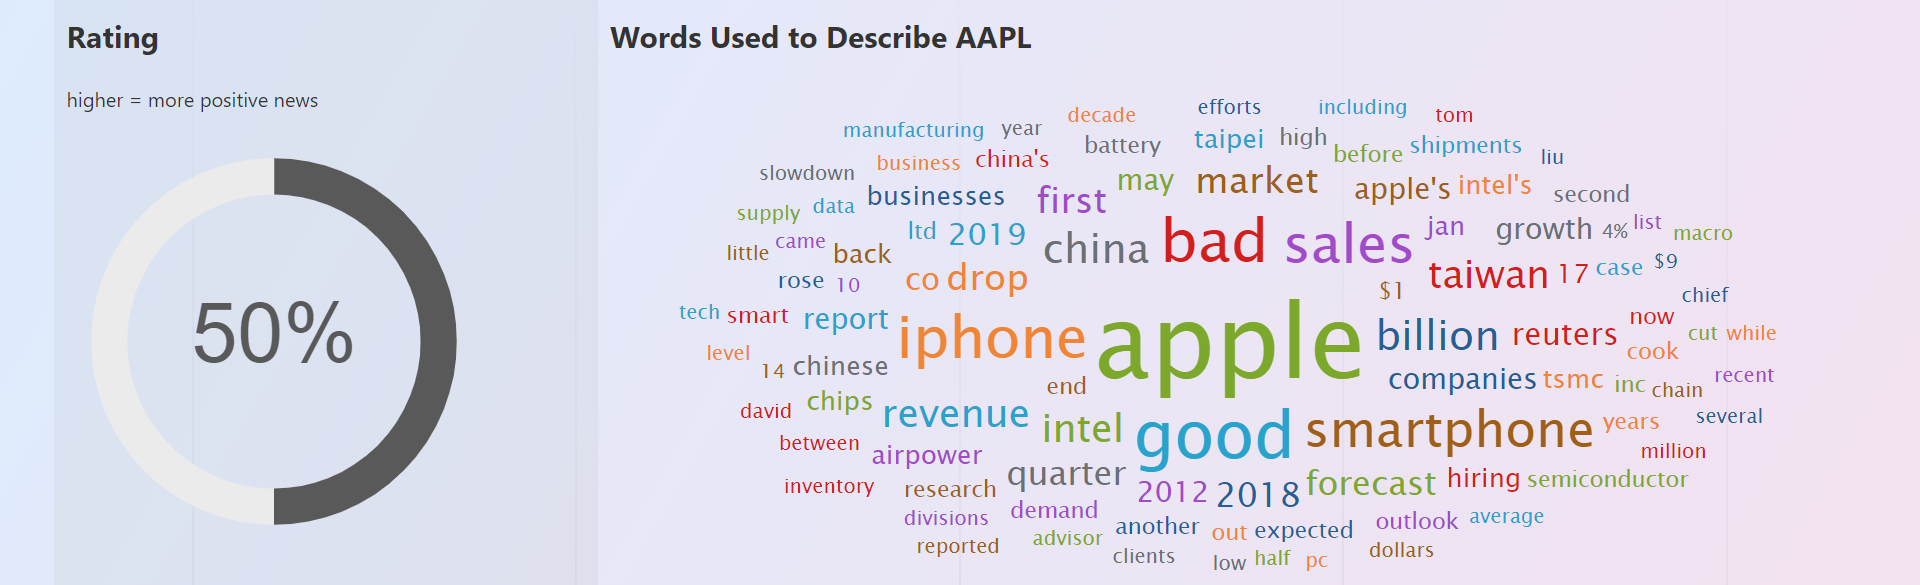 Rating
higher = more positive news
50%
Words Used to Describe AAPL
decade efforts including tom
manufacturing year battery taipei high before shipments liu
slowdown business china's may market apple's intel's second
supply data businesses first
little came back ltd 2019 china bad sales jan growth 4% list macro
rose 10 co drop $1 taiwan 17 case $9 chief
tech smart report iphone apple billion reuters now cut while
level 14 chinese end companies tsmc cook inc chain recent
david chips revenue intel good smartphone years several
between airpower quarter million
inventory research 2012 2018 forecast hiring semiconductor
divisions demand another out expected outlook average
reported advisor clients low half pc dollars